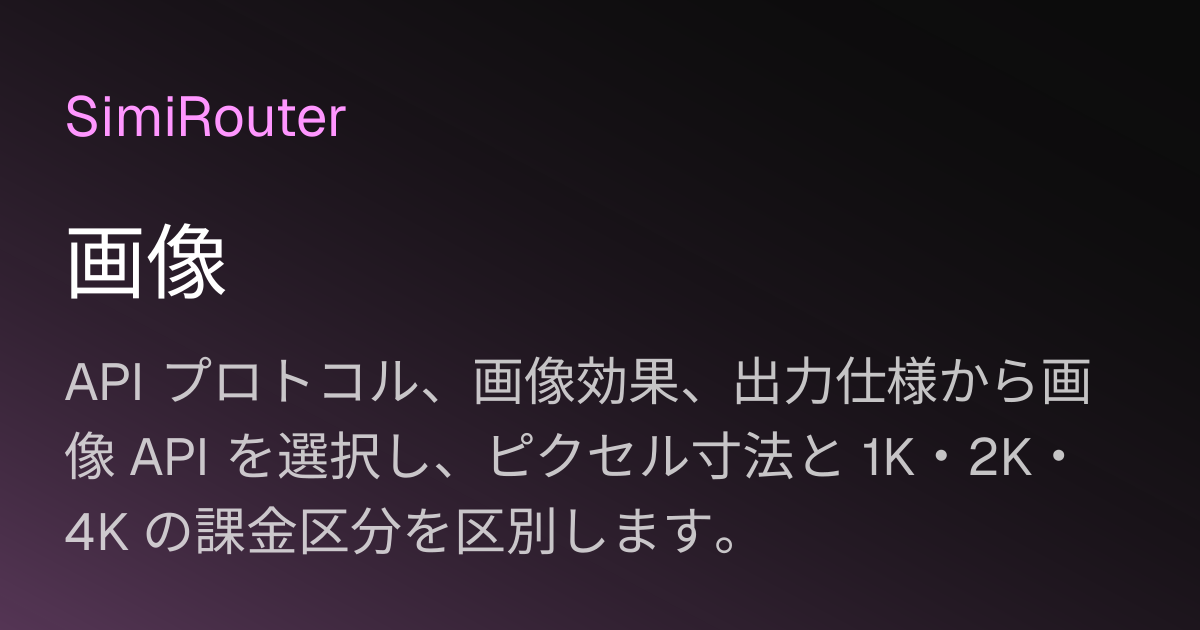 SimiRouter
画像
API プロトコル、画像効果、出力仕様から画
像 API を選択し、ピクセル寸法と 1K・2K・
4K の課金区分を区別します。